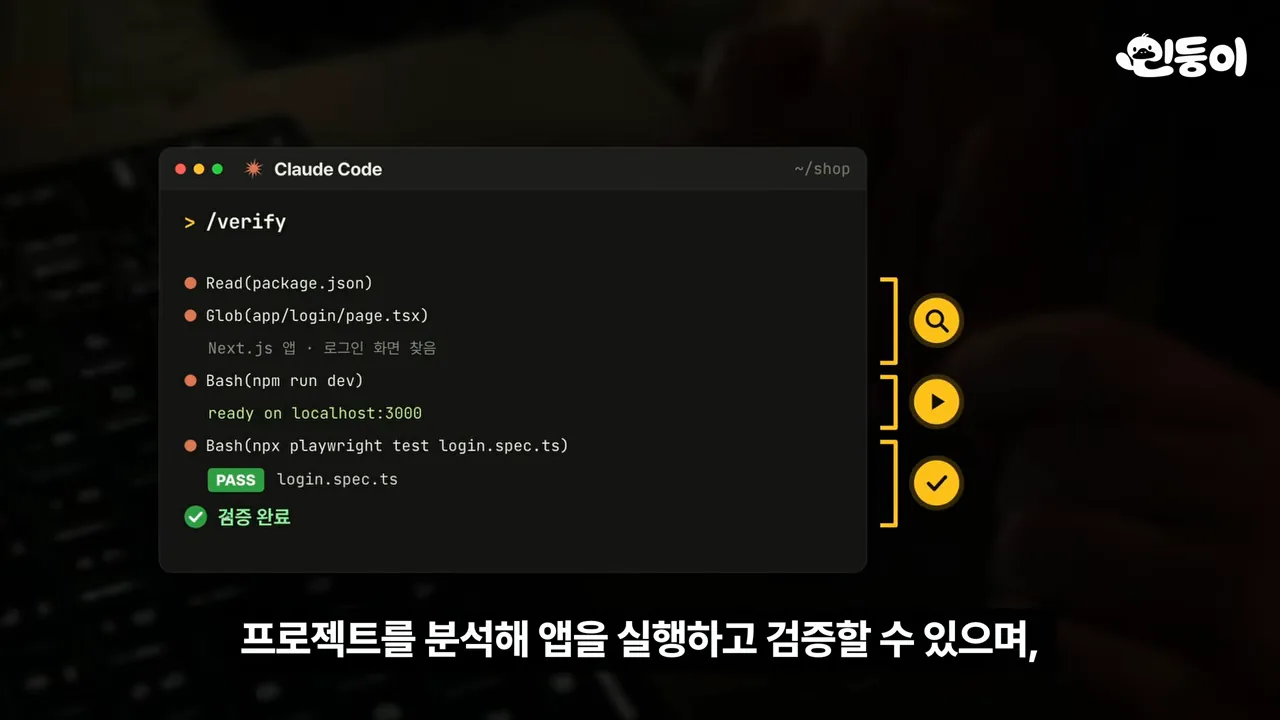 인둥이
Claude Code
~/shop
> /verify
Read(package.json)
Glob(app/login/page.tsx)
Next.js 앱 · 로그인 화면 찾음
Bash(npm run dev)
ready on localhost:3000
Bash(npx playwright test login.spec.ts)
PASS login.spec.ts
검증 완료
프로젝트를 분석해 앱을 실행하고 검증할 수 있으며,